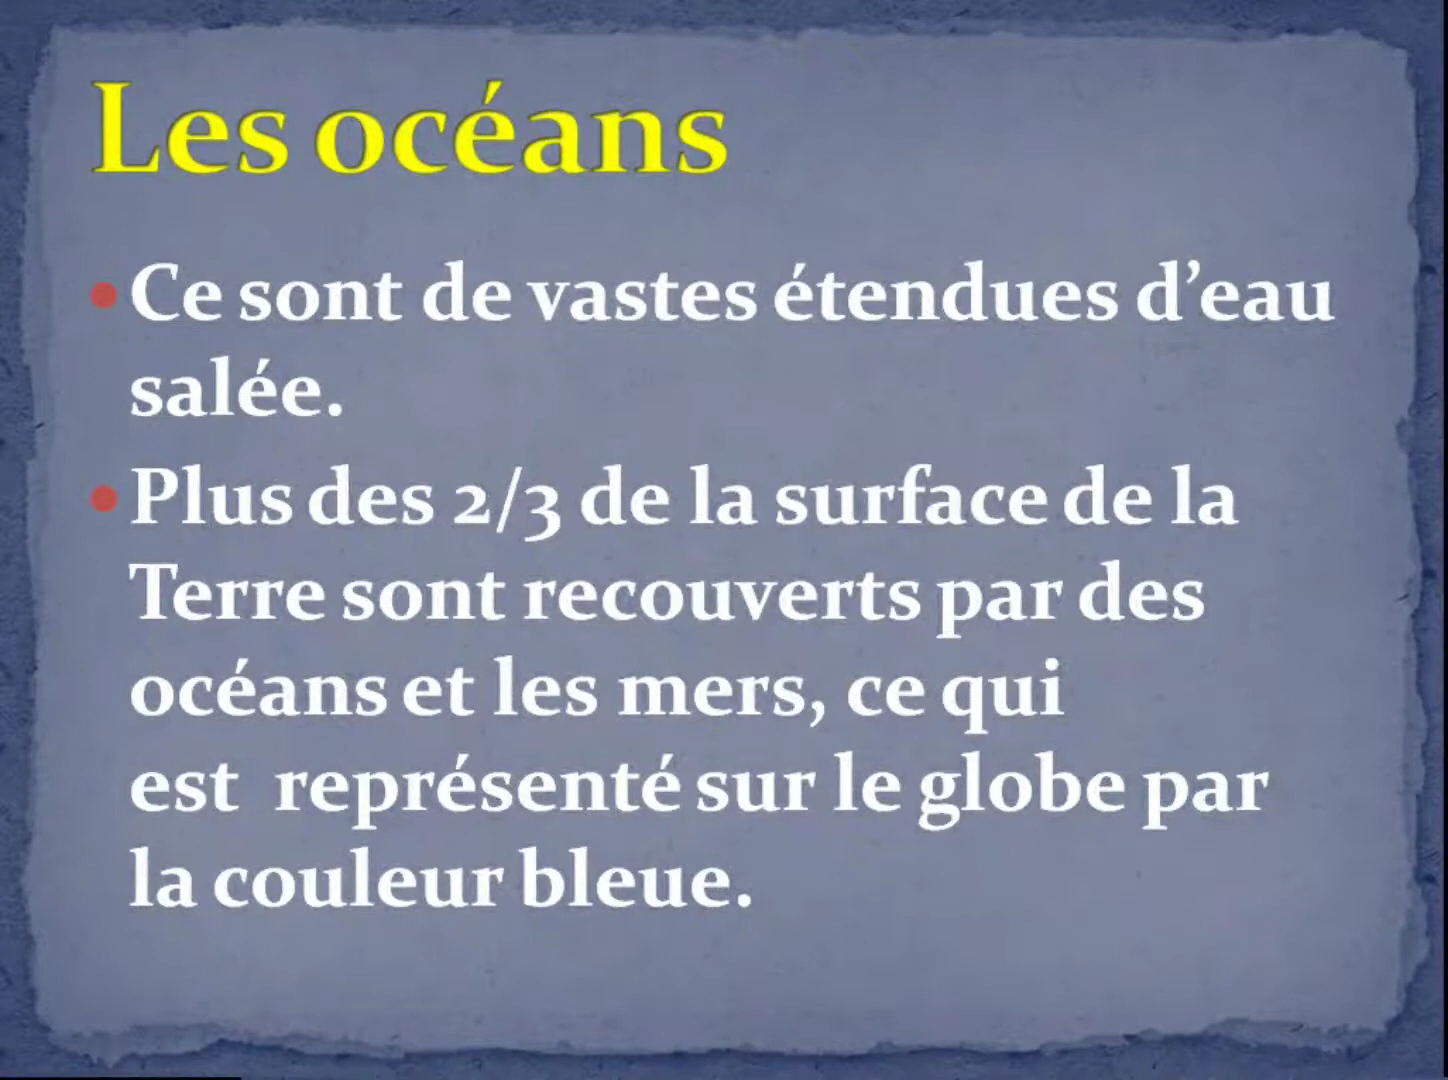 Les océans
• Ce sont de vastes étendues d’eau
salée.
• Plus des 2/3 de la surface de la
Terre sont recouverts par des
océans et les mers, ce qui
est  représenté sur le globe par
la couleur bleue.